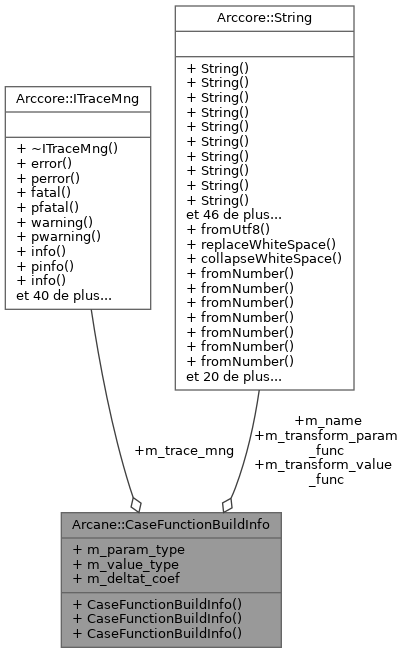 Arccore::String
+ String()
+ String()
+ String()
+ String()
+ String()
+ String()
+ String()
+ String()
+ String()
+ String()
et 46 de plus...
+ fromUtf8()
+ replaceWhiteSpace()
+ collapseWhiteSpace()
+ fromNumber()
+ fromNumber()
+ fromNumber()
+ fromNumber()
+ fromNumber()
+ fromNumber()
+ fromNumber()
et 20 de plus...
Arccore::ITraceMng
+ ~ITraceMng()
+ error()
+ perror()
+ fatal()
+ pfatal()
+ warning()
+ pwarning()
+ info()
+ pinfo()
+ info()
et 40 de plus...
+m_trace_mng
+m_name
+m_transform_param
_func
+m_transform_value
_func
Arcane::CaseFunctionBuildInfo
+ m_param_type
+ m_value_type
+ m_deltat_coef
+ CaseFunctionBuildInfo()
+ CaseFunctionBuildInfo()
+ CaseFunctionBuildInfo()